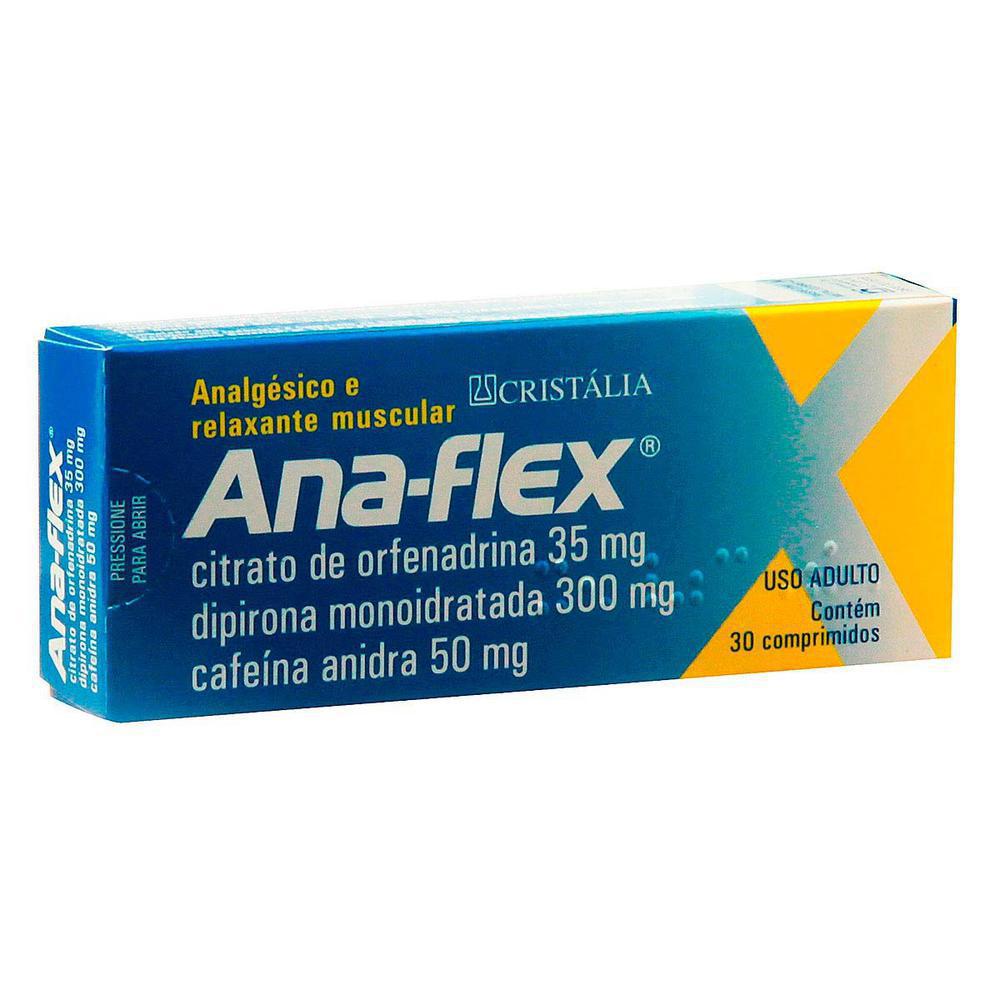 Analgésico e
relaxante muscular
CRISTÁLIA
Ana-flex®
citrato de orfenadrina 35 mg
dipirona monoidratada 300 mg
cafeína anidra 50 mg
USO ADULTO
Contém
30 comprimidos
PRESSIONE
PARA ABRIR
Ana-flex®
citrato de orfenadrina 35 mg
dipirona monoidratada 300 mg
cafeína anidra 50 mg